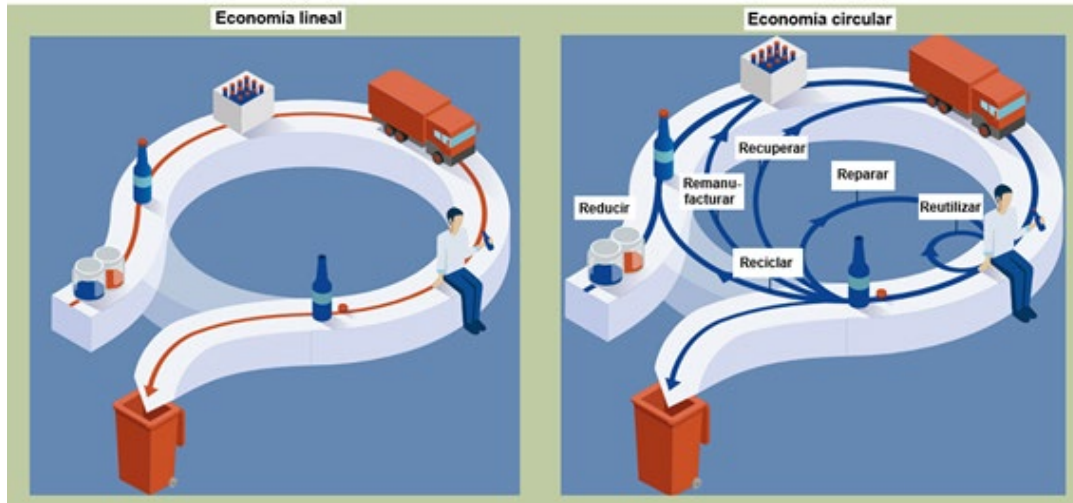 Economía lineal
Economía circular
Recuperar
Reparar
Remanu-
facturar
Reducir
Reutilizar
Reciclar